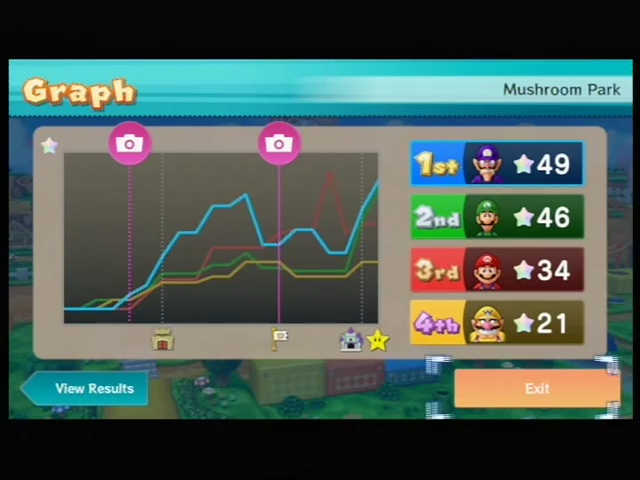 Graph
Mushroom Park
1st 49
2nd 46
3rd 34
4th 21
View Results
Exit